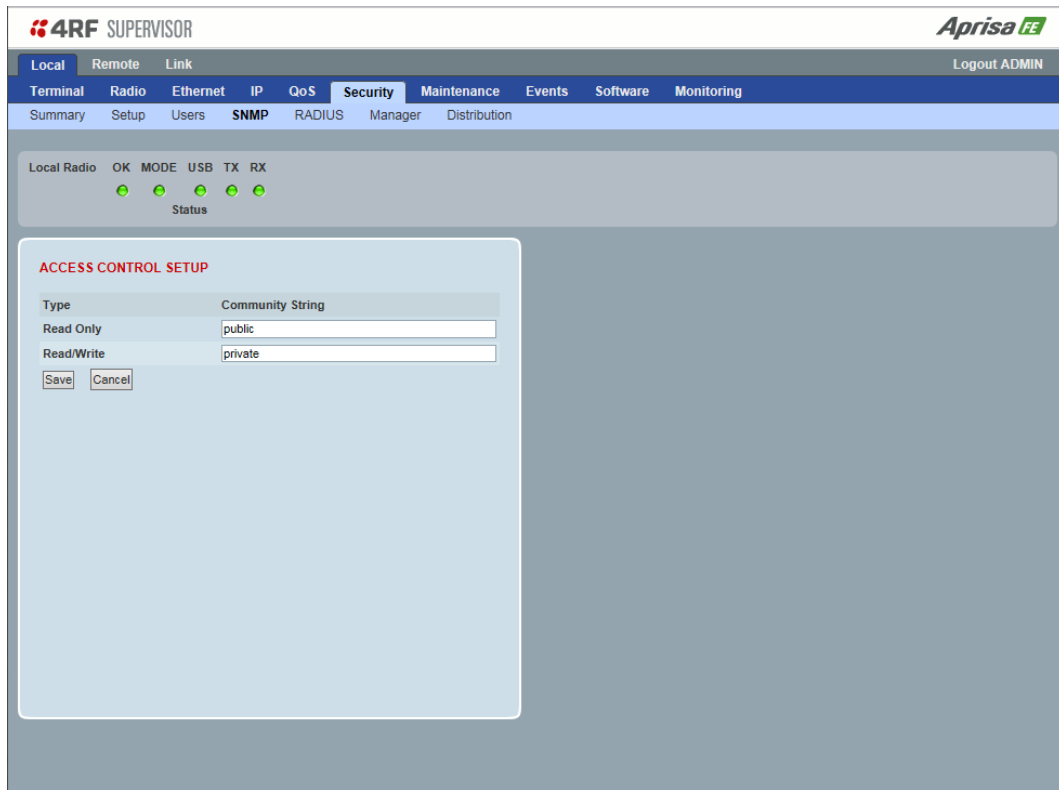 4RF SUPERVISOR Aprisa FE
Local Remote Link Logout ADMIN
Terminal Radio Ethernet IP QoS Security Maintenance Events Software Monitoring
Summary Setup Users SNMP RADIUS Manager Distribution
Local Radio OK MODE USB TX RX
Status
ACCESS CONTROL SETUP
Type Community String
Read Only public
Read/Write private
Save Cancel